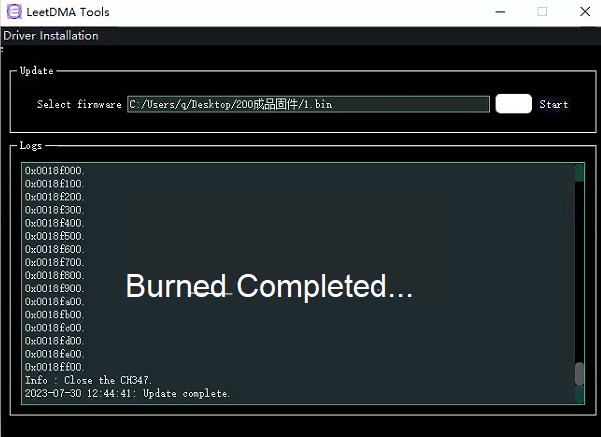 LeetDMA Tools
Driver Installation
Update
Select firmware C:/Users/q/Desktop/200成品固件/1.bin Start
Logs
0x0018f000.
0x0018f100.
0x0018f200.
0x0018f300.
0x0018f400.
0x0018f500.
0x0018f600.
0x0018f700.
0x0018f800.
0x0018f900.
Burned Completed...
0x0018fa00.
0x0018fb00.
0x0018fc00.
0x0018fd00.
0x0018fe00.
0x0018ff00.
Info : Close the CH347.
2023-07-30 12:44:41: Update complete.